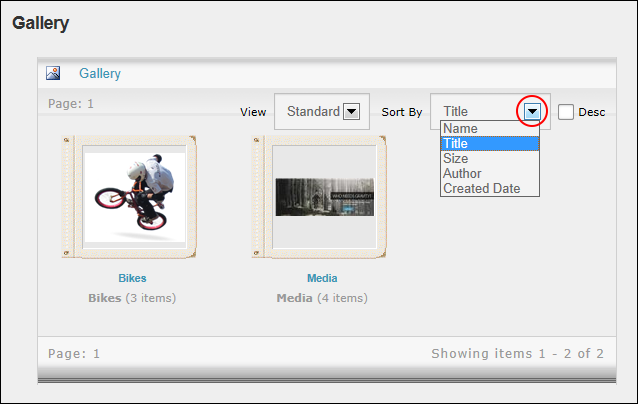 Gallery
Gallery
Page: 1
View Standard Sort By Title Desc
Name
Title
Size
Author
Created Date
Bikes
Bikes (3 items)
Media
Media (4 items)
Page: 1 Showing items 1 - 2 of 2